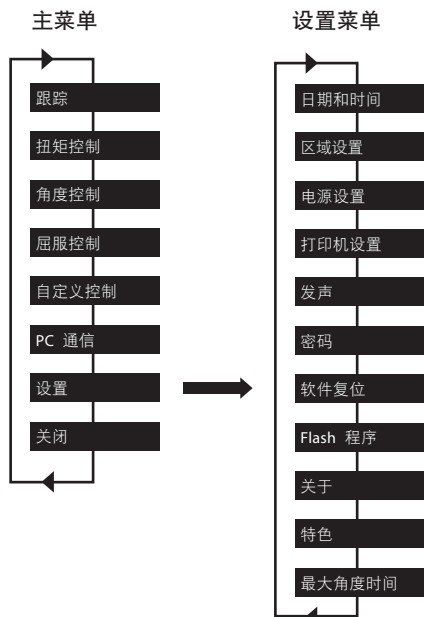 主菜单
跟踪
扭矩控制
角度控制
屈服控制
自定义控制
PC 通信
设置
关闭
设置菜单
日期和时间
区域设置
电源设置
打印机设置
发声
密码
软件复位
Flash 程序
关于
特色
最大角度时间